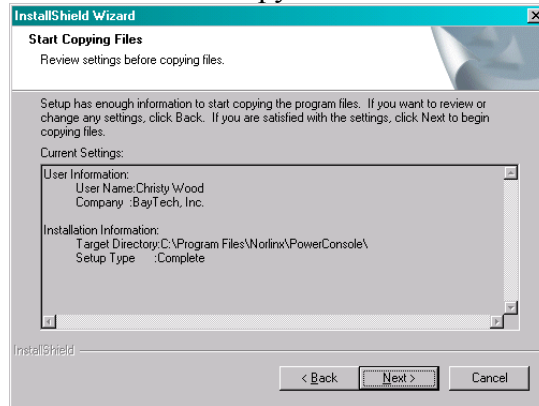 InstallShield Wizard
Start Copying Files
Review settings before copying files.
Setup has enough information to start copying the program files. If you want to review or
change any settings, click Back. If you are satisfied with the settings, click Next to begin
copying files.
Current Settings:
User Information:
User Name:Christy Wood
Company :BayTech, Inc.
Installation Information:
Target Directory:C:\Program Files\Norlinx\PowerConsole\
Setup Type :Complete
InstallShield
< Back Next > Cancel